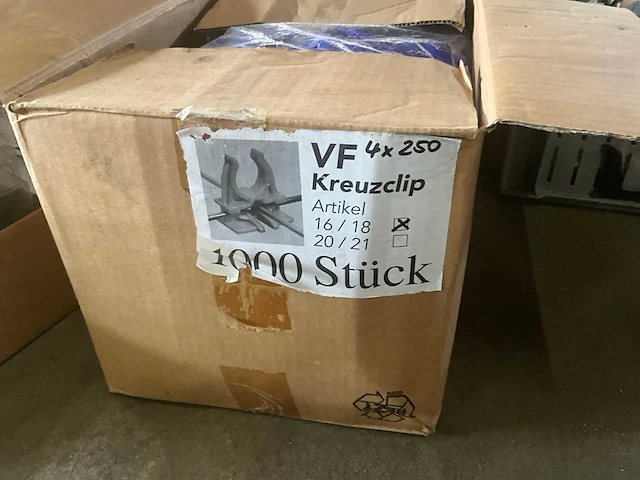 VF 4x250
Kreuzclip
Artikel
16 / 18
20 / 21
1000 Stück